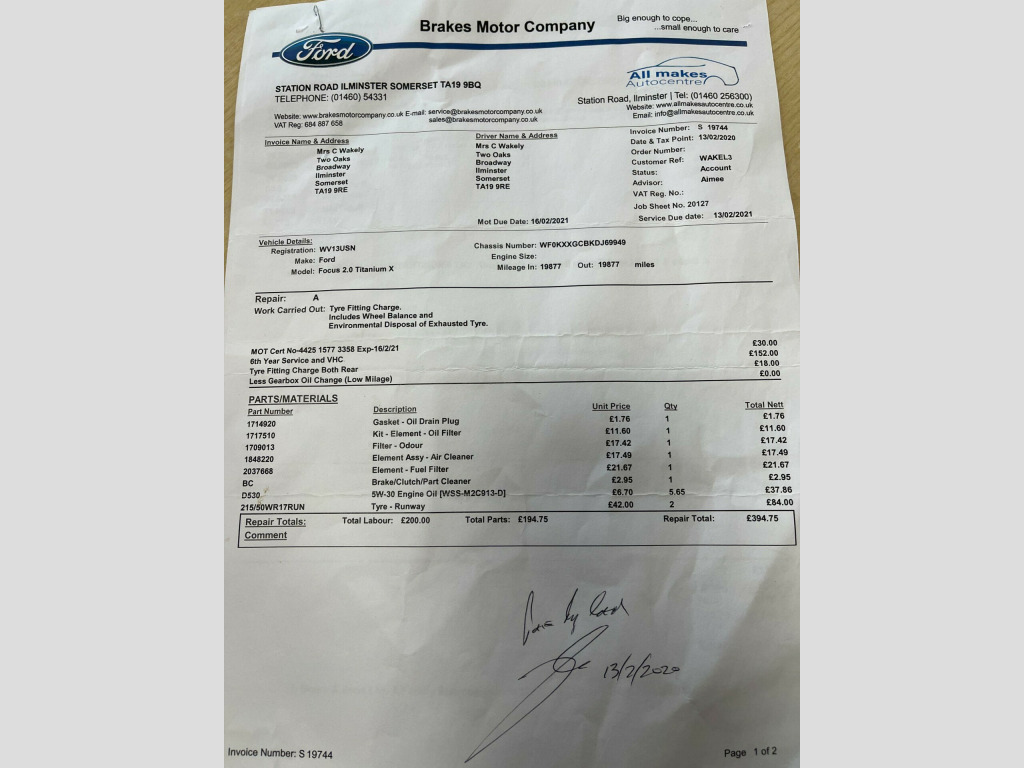 Brakes Motor Company
Big enough to cope...
...small enough to care
Ford
STATION ROAD ILMINSTER SOMERSET TA19 9BQ
TELEPHONE: (01460) 54331
Website: www.brakesmotorcompany.co.uk E-mail: service@brakesmotorcompany.co.uk
sales@brakesmotorcompany.co.uk
VAT Reg: 684 887 658
All makes
Autocentre
Station Road, Ilminster | Tel: (01460 256300)
Website: www.allmakesautocentre.co.uk
Email: info@allmakesautocentre.co.uk
Invoice Name & Address
Mrs C Wakely
Two Oaks
Broadway
Ilminster
Somerset
TA19 9RE
Driver Name & Address
Mrs C Wakely
Two Oaks
Broadway
Ilminster
Somerset
TA19 9RE
Mot Due Date: 16/02/2021
Invoice Number: S 19744
Date & Tax Point: 13/02/2020
Order Number:
Customer Ref: WAKEL3
Status: Account
Advisor: Aimee
VAT Reg. No.:
Job Sheet No. 20127
Service Due date: 13/02/2021
Vehicle Details:
Registration: WV13USN
Make: Ford
Model: Focus 2.0 Titanium X
Chassis Number: WF0KXXGCBKDJ69949
Engine Size:
Mileage In: 19877 Out: 19877 miles
Repair: A
Work Carried Out: Tyre Fitting Charge.
Includes Wheel Balance and
Environmental Disposal of Exhausted Tyre.
MOT Cert No-4425 1577 3358 Exp-16/2/21 £30.00
6th Year Service and VHC £152.00
Tyre Fitting Charge Both Rear £18.00
Less Gearbox Oil Change (Low Milage) £0.00
PARTS/MATERIALS
Part Number Description Unit Price Qty Total Nett
1714920 Gasket - Oil Drain Plug £1.76 1 £1.76
1717510 Kit - Element - Oil Filter £11.60 1 £11.60
1709013 Filter - Odour £17.42 1 £17.42
1848220 Element Assy - Air Cleaner £17.49 1 £17.49
2037668 Element - Fuel Filter £21.67 1 £21.67
BC Brake/Clutch/Part Cleaner £2.95 1 £2.95
D530 5W-30 Engine Oil [WSS-M2C913-D] £6.70 5.65 £37.86
215/50WR17RUN Tyre - Runway £42.00 2 £84.00
Repair Totals: Total Labour: £200.00 Total Parts: £194.75 Repair Total: £394.75
Comment
13/2/2020
Invoice Number: S 19744
Page 1 of 2